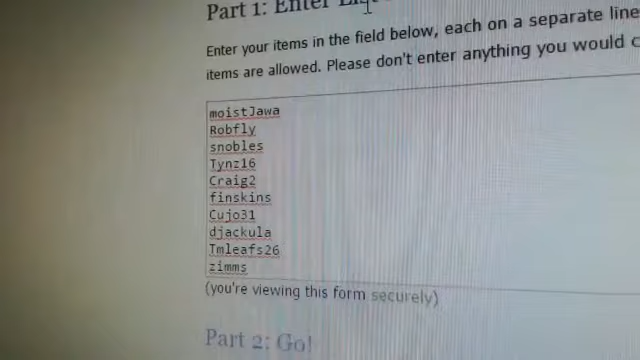 Part 1: Enter
Enter your items in the field below, each on a separate line
items are allowed. Please don't enter anything you would
moistJawa
Robfly
snobles
Tynz16
Craig2
finskins
Cujo31
djackula
Tmleafs26
zimms
(you're viewing this form securely)
Part 2: Go!